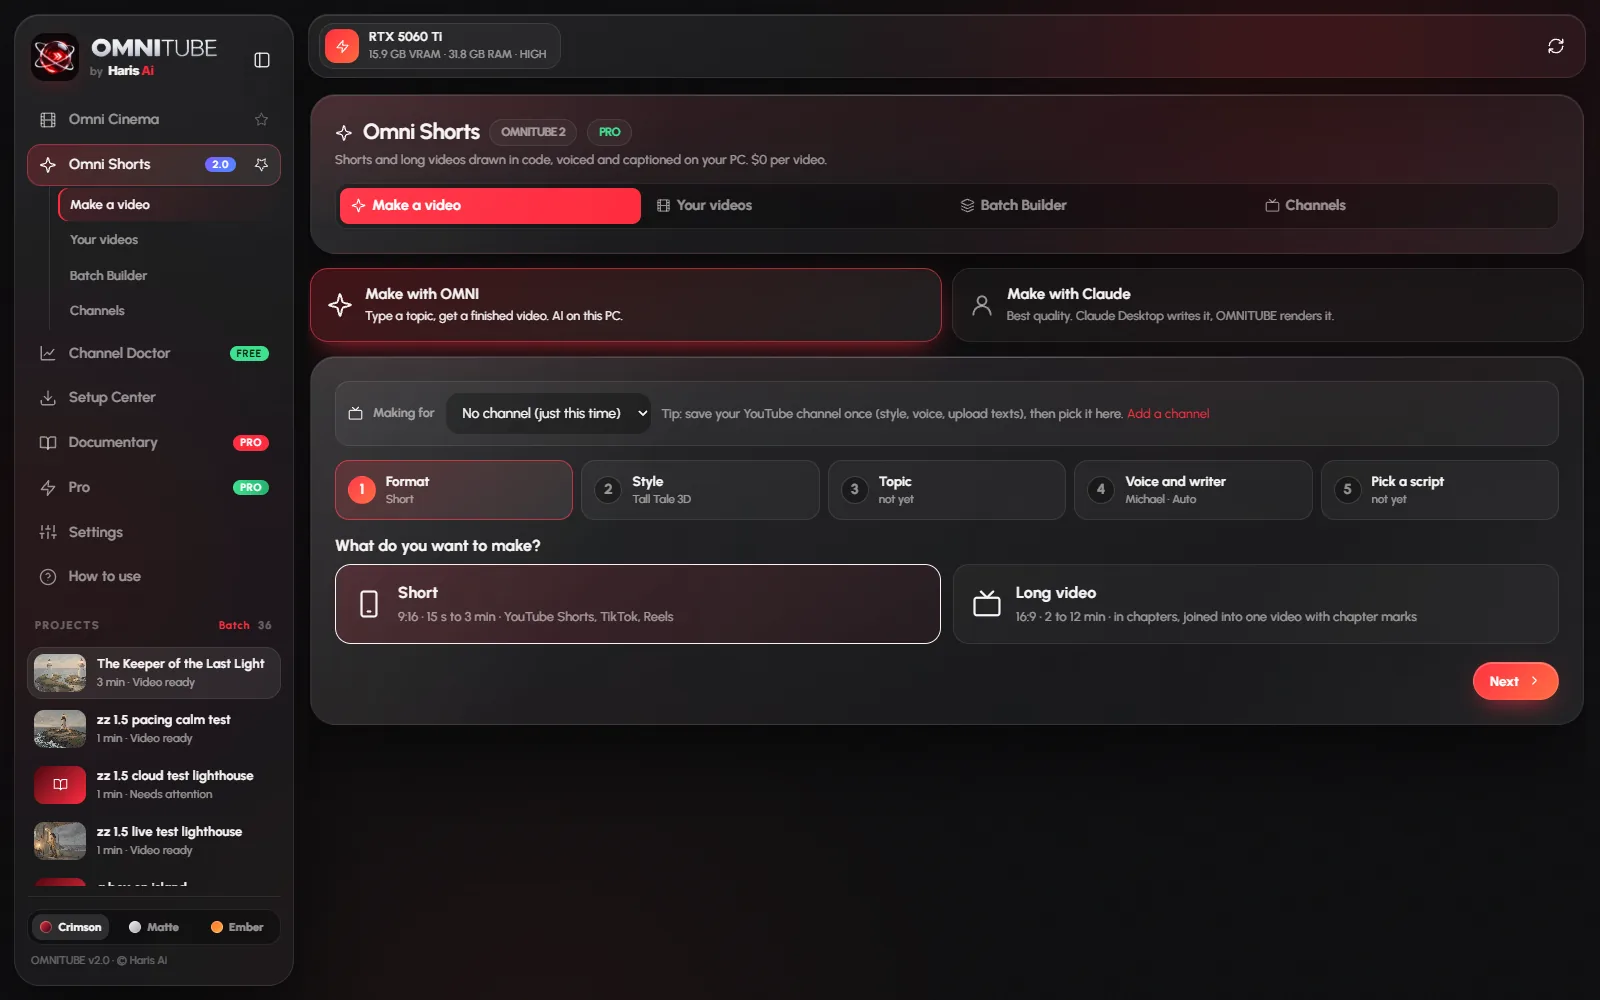 OMNITUBE
by Haris Ai
Omni Cinema
Omni Shorts 2.0
Make a video
Your videos
Batch Builder
Channels
Channel Doctor FREE
Setup Center
Documentary PRO
Pro PRO
Settings
How to use
PROJECTS Batch 36
The Keeper of the Last Light
3 min · Video ready
zz 1.5 pacing calm test
1 min · Video ready
zz 1.5 cloud test lighthouse
1 min · Needs attention
zz 1.5 live test lighthouse
1 min · Video ready
Crimson Matte Ember
OMNITUBE v2.0 · © Haris Ai
RTX 5060 Ti
15.9 GB VRAM · 31.8 GB RAM · HIGH
Omni Shorts OMNITUBE 2 PRO
Shorts and long videos drawn in code, voiced and captioned on your PC. $0 per video.
Make a video Your videos Batch Builder Channels
Make with OMNI
Type a topic, get a finished video. AI on this PC.
Make with Claude
Best quality. Claude Desktop writes it, OMNITUBE renders it.
Making for No channel (just this time) Tip: save your YouTube channel once (style, voice, upload texts), then pick it here. Add a channel
1 Format
Short
2 Style
Tall Tale 3D
3 Topic
not yet
4 Voice and writer
Michael · Auto
5 Pick a script
not yet
What do you want to make?
Short
9:16 · 15 s to 3 min · YouTube Shorts, TikTok, Reels
Long video
16:9 · 2 to 12 min · in chapters, joined into one video with chapter marks
Next